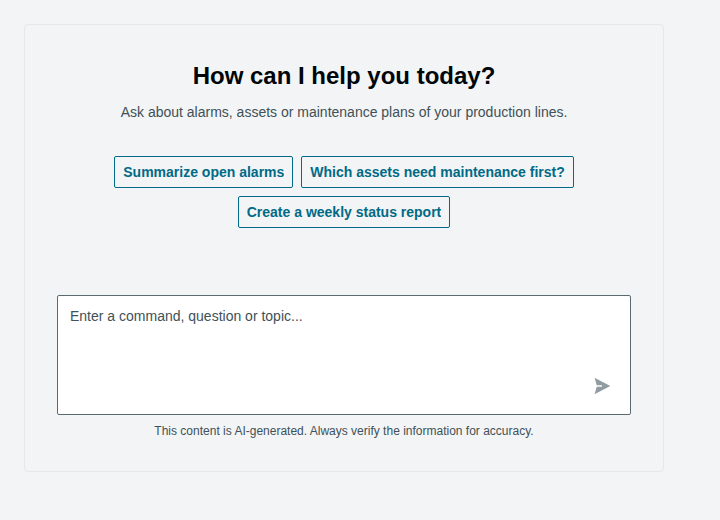 How can I help you today?
Ask about alarms, assets or maintenance plans of your production lines.
Summarize open alarms
Which assets need maintenance first?
Create a weekly status report
Enter a command, question or topic...
This content is AI-generated. Always verify the information for accuracy.